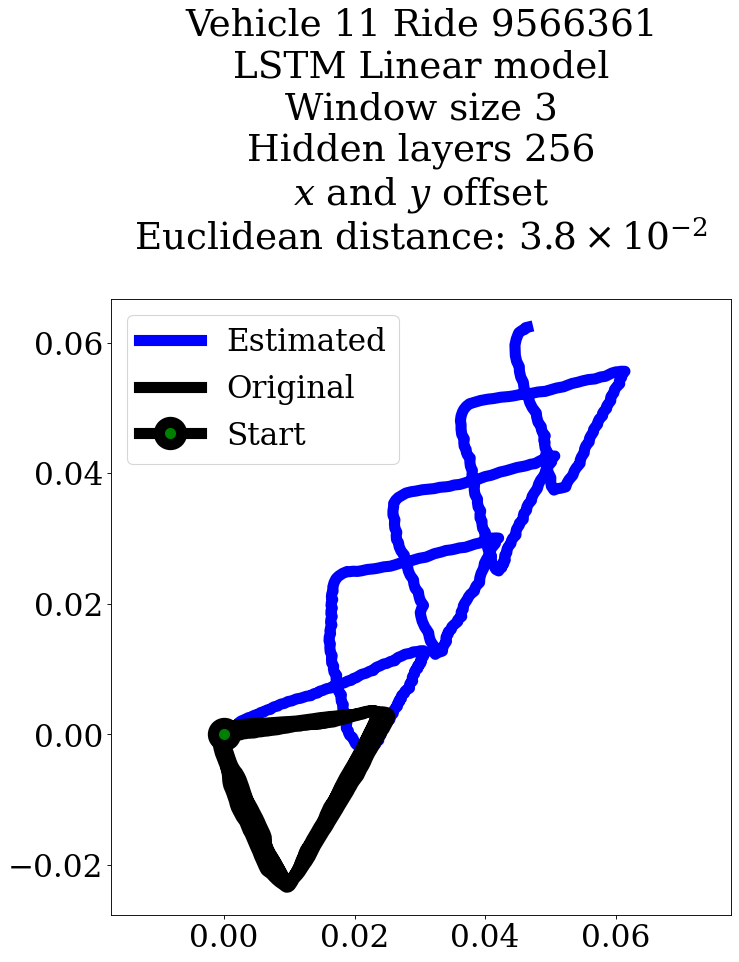 Vehicle 11 Ride 9566361
LSTM Linear model
Window size 3
Hidden layers 256
x and y offset
Euclidean distance: 3.8 × 10⁻²
Estimated
Original
Start
0.06
0.04
0.02
0.00
−0.02
0.00 0.02 0.04 0.06